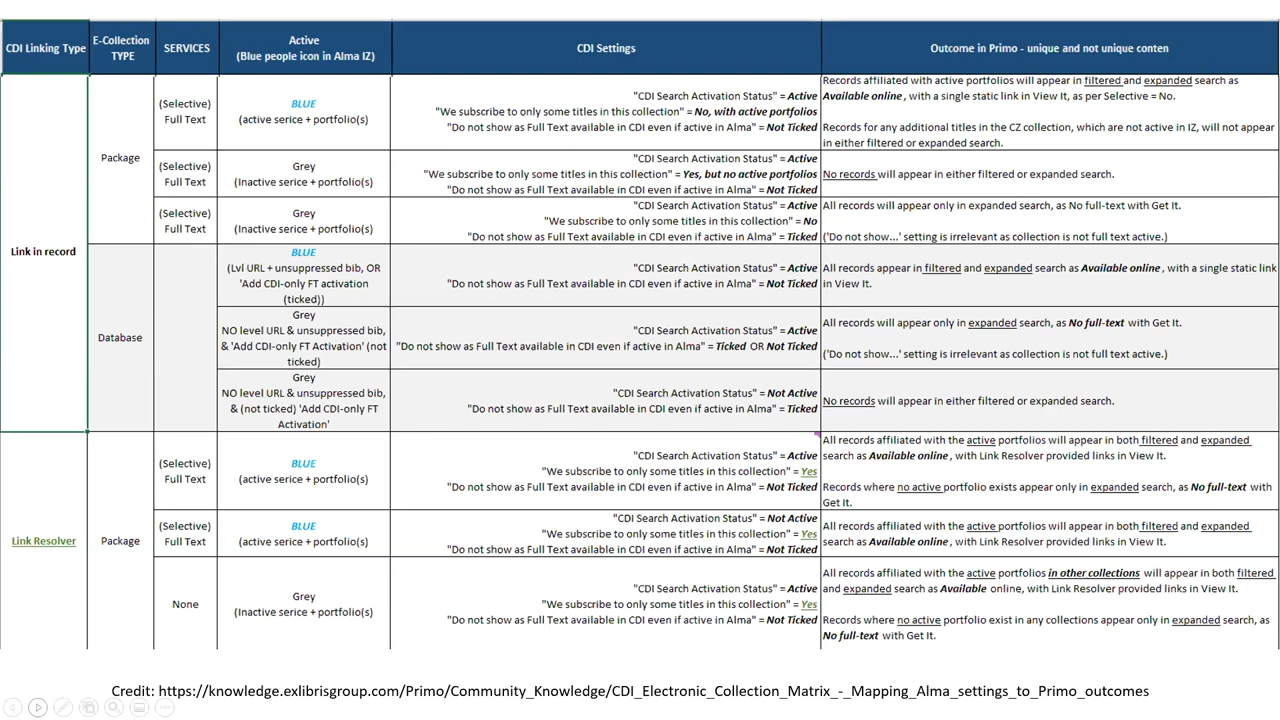 CDI Linking Type
E-Collection
TYPE
SERVICES
Active
(Blue people icon in Alma IZ)
CDI Settings
Outcome in Primo - unique and not unique conten
Link in record
Package
(Selective)
Full Text
BLUE
(active serice + portfolio(s)
"CDI Search Activation Status" = Active
"We subscribe to only some titles in this collection" = No, with active portfolios
"Do not show as Full Text available in CDI even if active in Alma" = Not Ticked
Records affiliated with active portfolios will appear in filtered and expanded search as
Available online, with a single static link in View It, as per Selective = No.
Records for any additional titles in the CZ collection, which are not active in IZ, will not appear
in either filtered or expanded search.
(Selective)
Full Text
Grey
(Inactive serice + portfolio(s)
"CDI Search Activation Status" = Active
"We subscribe to only some titles in this collection" = Yes, but no active portfolios
"Do not show as Full Text available in CDI even if active in Alma" = Not Ticked
No records will appear in either filtered or expanded search.
(Selective)
Full Text
Grey
(Inactive serice + portfolio(s)
"CDI Search Activation Status" = Active
"We subscribe to only some titles in this collection" = No
"Do not show as Full Text available in CDI even if active in Alma" = Ticked
All records will appear only in expanded search, as No full-text with Get It.
('Do not show...' setting is irrelevant as collection is not full text active.)
Database
BLUE
(Lvl URL + unsuppressed bib, OR
'Add CDI-only FT activation
(ticked))
"CDI Search Activation Status" = Active
"Do not show as Full Text available in CDI even if active in Alma" = Not Ticked
All records appear in filtered and expanded search as Available online, with a single static link
in View It.
Grey
NO level URL & unsuppressed bib,
& 'Add CDI-only FT Activation' (not
ticked)
"CDI Search Activation Status" = Active
"Do not show as Full Text available in CDI even if active in Alma" = Ticked OR Not Ticked
All records will appear only in expanded search, as No full-text with Get It.
('Do not show...' setting is irrelevant as collection is not full text active.)
Grey
NO level URL & unsuppressed bib,
& (not ticked) 'Add CDI-only FT
Activation'
"CDI Search Activation Status" = Not Active
"Do not show as Full Text available in CDI even if active in Alma" = Ticked
No records will appear in either filtered or expanded search.
Link Resolver
Package
(Selective)
Full Text
BLUE
(active serice + portfolio(s)
"CDI Search Activation Status" = Active
"We subscribe to only some titles in this collection" = Yes
"Do not show as Full Text available in CDI even if active in Alma" = Not Ticked
All records affiliated with the active portfolios will appear in both filtered and expanded
search as Available online, with Link Resolver provided links in View It.
Records where no active portfolio exists appear only in expanded search, as No full-text with
Get It.
(Selective)
Full Text
BLUE
(active serice + portfolio(s)
"CDI Search Activation Status" = Not Active
"We subscribe to only some titles in this collection" = Yes
"Do not show as Full Text available in CDI even if active in Alma" = Not Ticked
All records affiliated with the active portfolios will appear in both filtered and expanded
search as Available online, with Link Resolver provided links in View It.
None
Grey
(Inactive serice + portfolio(s)
"CDI Search Activation Status" = Active
"We subscribe to only some titles in this collection" = Yes
"Do not show as Full Text available in CDI even if active in Alma" = Not Ticked
All records affiliated with the active portfolios in other collections will appear in both filtered
and expanded search as Available online, with Link Resolver provided links in View It.
Records where no active portfolio exist in any collections appear only in expanded search, as
No full-text with Get It.
Credit: https://knowledge.exlibrisgroup.com/Primo/Community_Knowledge/CDI_Electronic_Collection_Matrix_-_Mapping_Alma_settings_to_Primo_outcomes